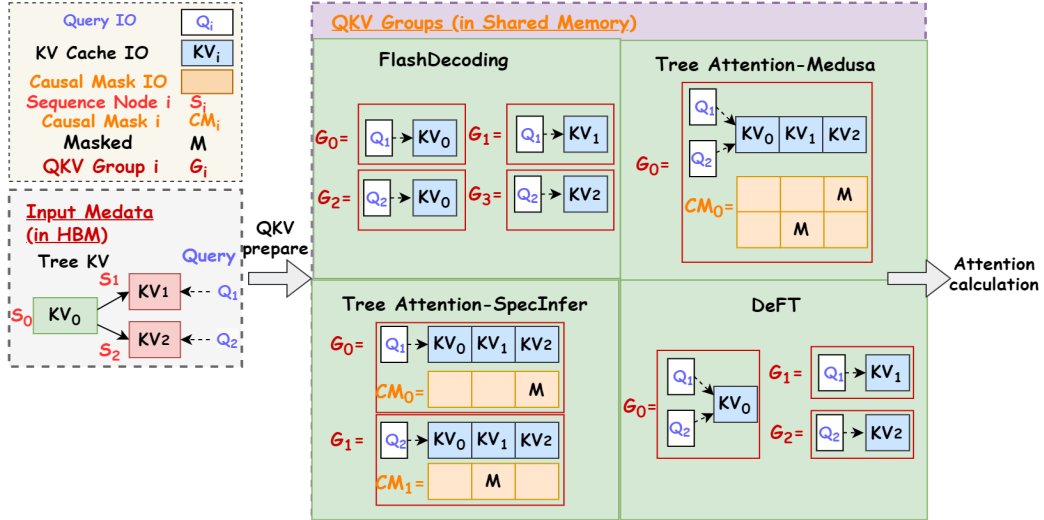 Query IO Qi
KV Cache IO KVi
Causal Mask IO
Sequence Node i Si
Causal Mask i CMi
Masked M
QKV Group i Gi
Input Medata
(in HBM)
Tree KV
Query
S0
KV0
S1
KV1
Q1
S2
KV2
Q2
QKV
prepare
QKV Groups (in Shared Memory)
FlashDecoding
G0= Q1 KV0
G1= Q1 KV1
G2= Q2 KV0
G3= Q2 KV2
Tree Attention-Medusa
G0=
Q1
Q2
KV0 KV1 KV2
CM0=
M
M
Tree Attention-SpecInfer
G0= Q1 KV0 KV1 KV2
CM0= M
G1= Q2 KV0 KV1 KV2
CM1= M
DeFT
G0=
Q1
Q2
KV0
G1= Q1 KV1
G2= Q2 KV2
Attention
calculation